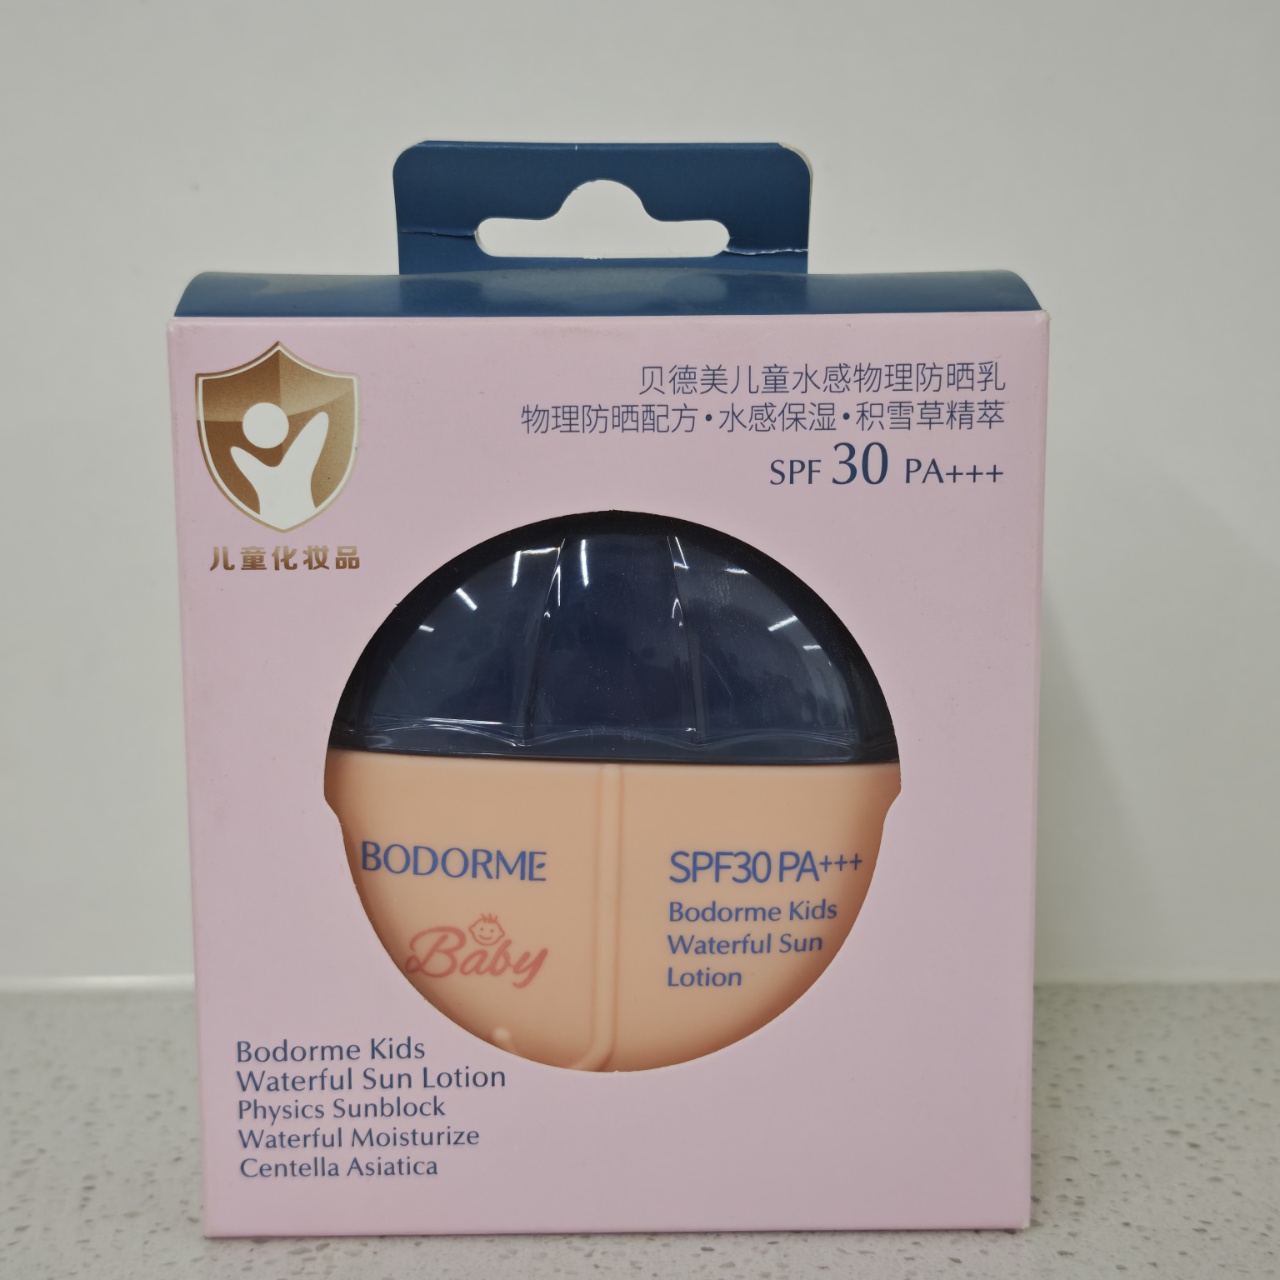 贝德美儿童水感物理防晒乳
物理防晒配方·水感保湿·积雪草精萃
SPF 30 PA+++
儿童化妆品
BODORME
Baby
SPF30 PA+++
Bodorme Kids
Waterful Sun
Lotion
Bodorme Kids
Waterful Sun Lotion
Physics Sunblock
Waterful Moisturize
Centella Asiatica